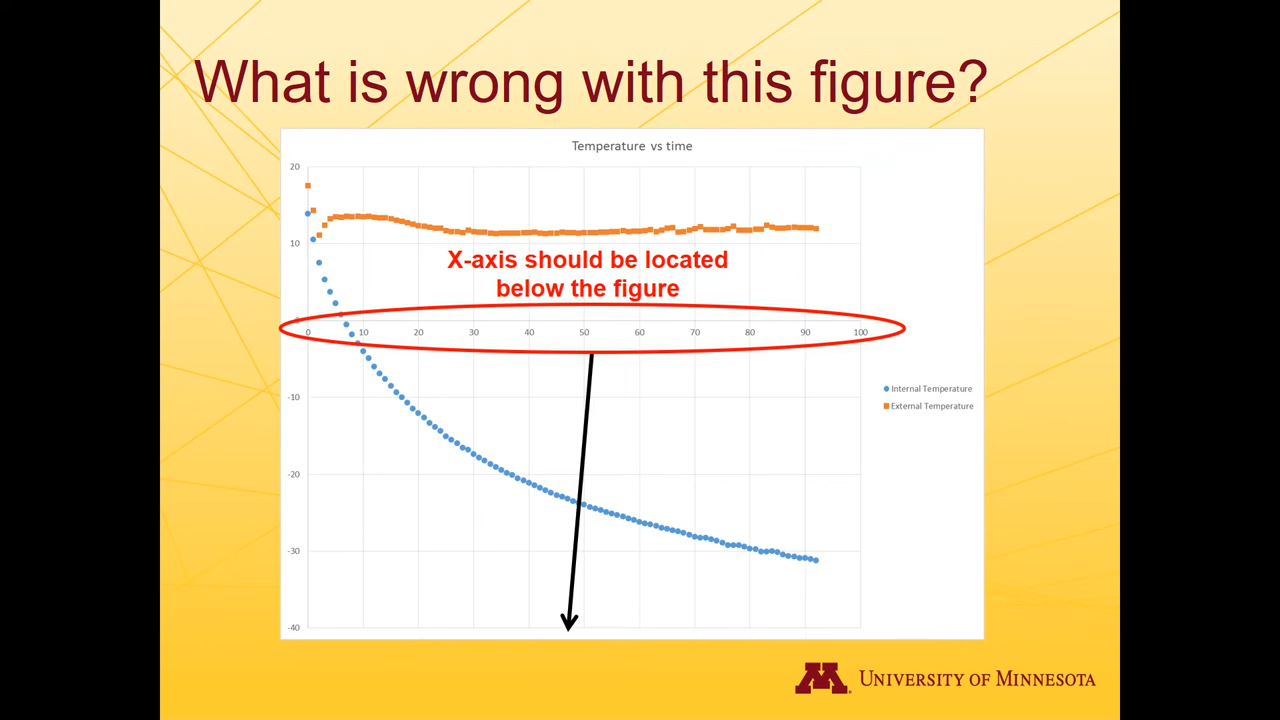 What is wrong with this figure?
Temperature vs time
20
10
X-axis should be located
below the figure
0
0 10 20 30 40 50 60 70 80 90 100
-10
Internal Temperature
External Temperature
-20
-30
-40
M
UNIVERSITY OF MINNESOTA